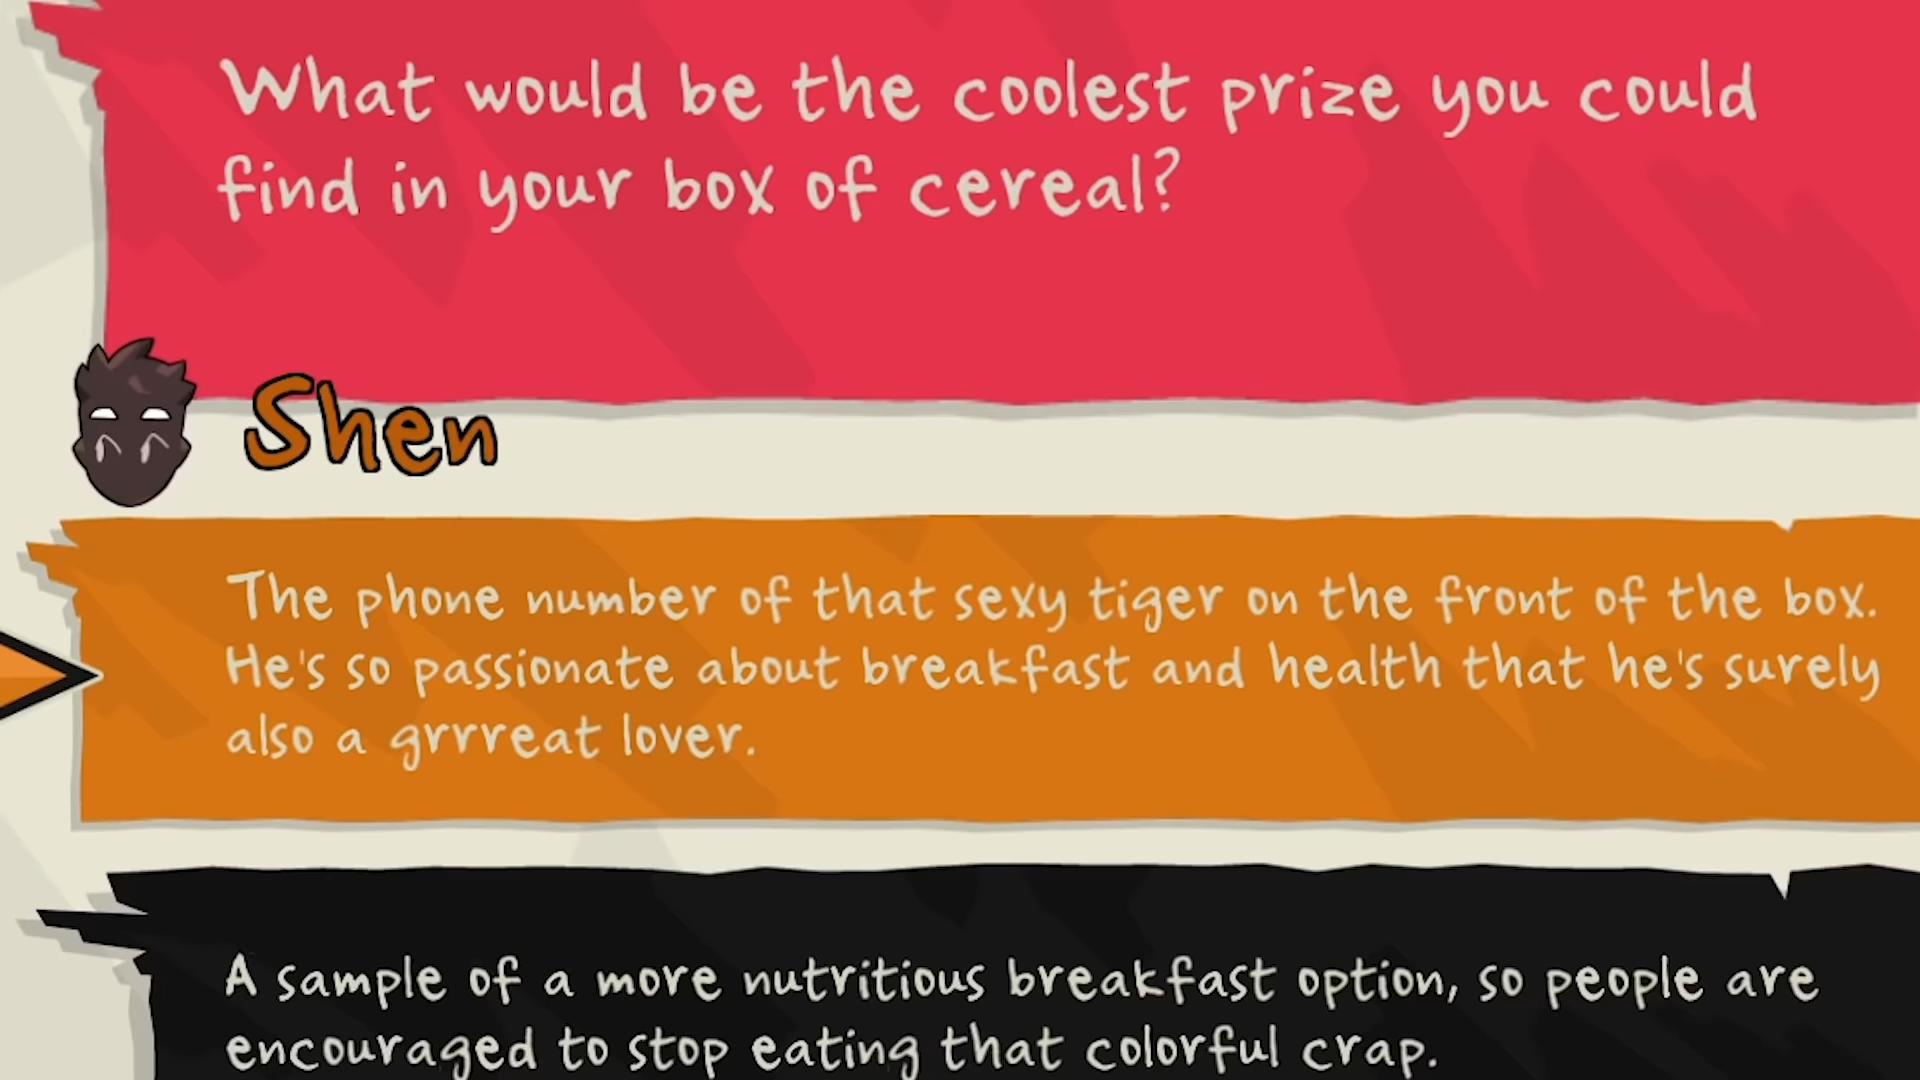 What would be the coolest prize you could
find in your box of cereal?
Shen
The phone number of that sexy tiger on the front of the box.
He's so passionate about breakfast and health that he's surely
also a grrreat lover.
A sample of a more nutritious breakfast option, so people are
encouraged to stop eating that colorful crap.